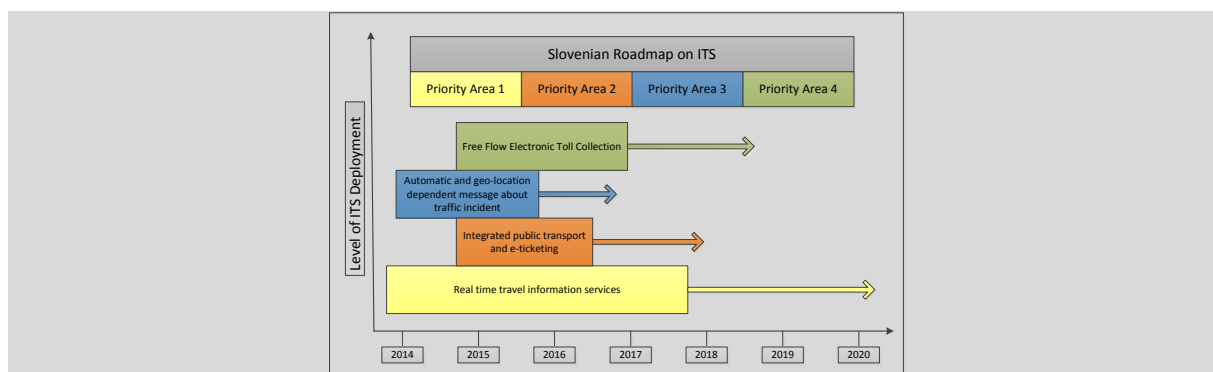 Slovenian Roadmap on ITS
Priority Area 1
Priority Area 2
Priority Area 3
Priority Area 4
Level of ITS Deployment
Free Flow Electronic Toll Collection
Automatic and geo-location
dependent message about
traffic incident
Integrated public transport
and e-ticketing
Real time travel information services
2014
2015
2016
2017
2018
2019
2020